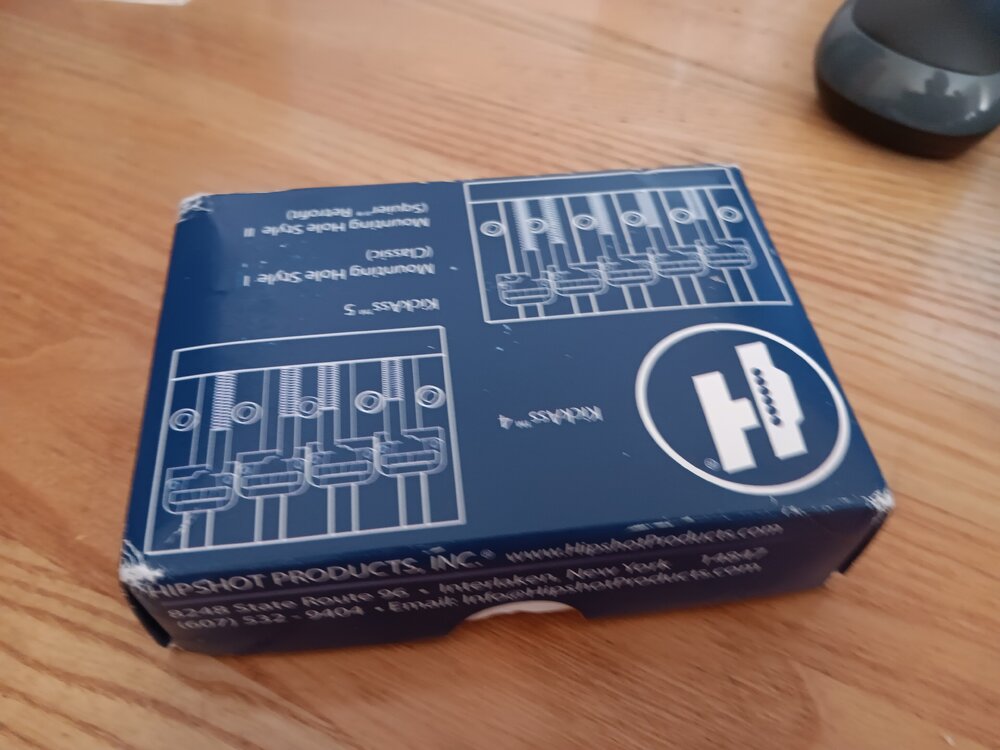 KickAss™ 4
KickAss™ 5
Mounting Hole Style I
(Classic)
Mounting Hole Style II
(Squier™ Retrofit)
H®
HIPSHOT PRODUCTS, INC.® www.HipshotProducts.com
8248 State Route 96 • Interlaken, New York 14847
(607) 532 - 9404 • Email: Info@HipshotProducts.com